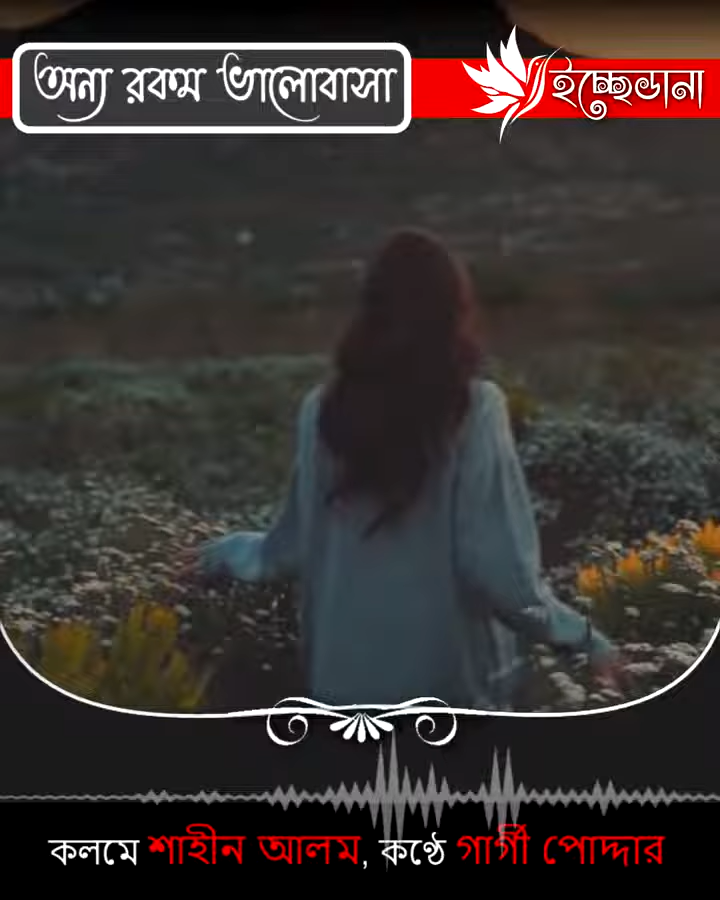 অন্য রকম ভালোবাসা
ইচ্ছেডানা
কলমে শাহীন আলম, কণ্ঠে গার্গী পোদ্দার